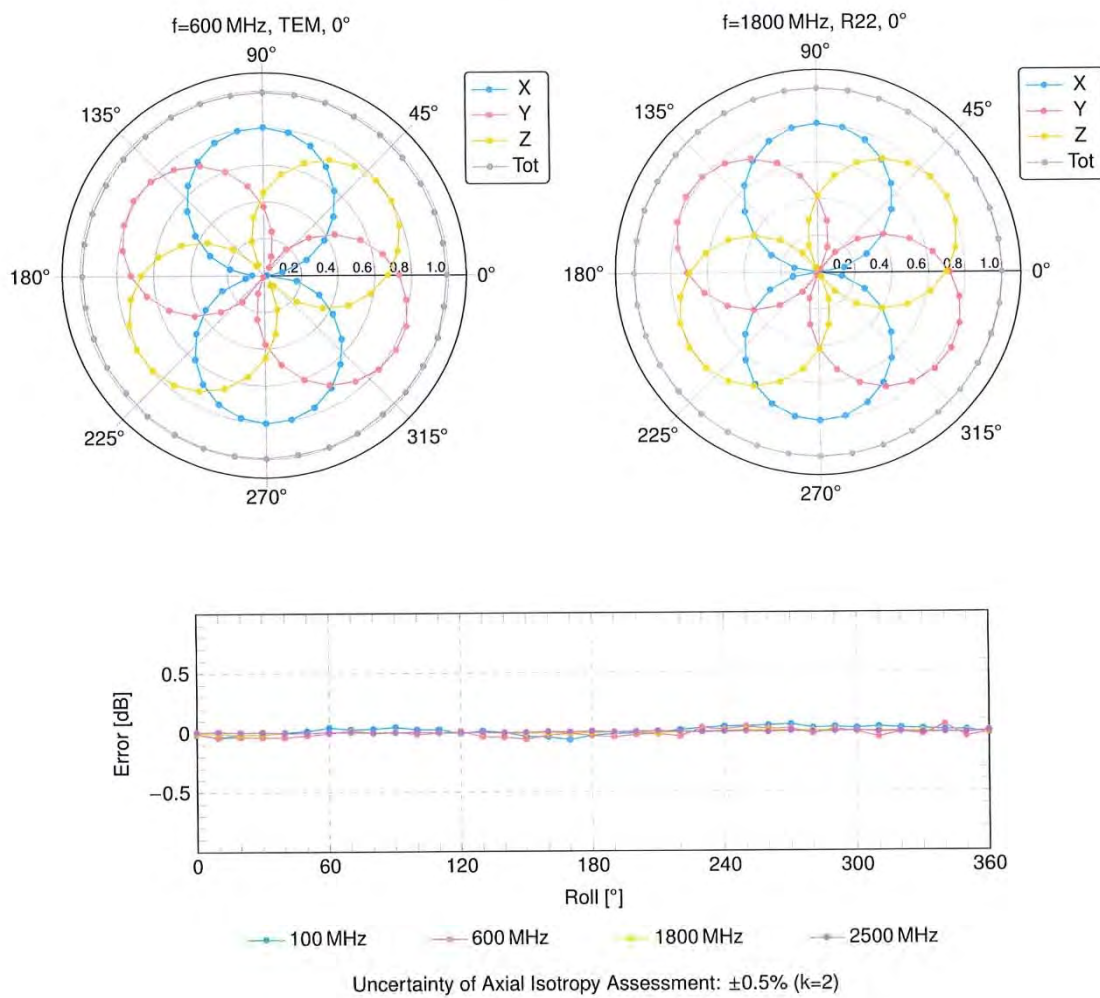 f=600 MHz, TEM, 0°
90°
135°
45°
180°
0.2 0.4 0.6 0.8 1.0
0°
225°
315°
270°
X
Y
Z
Tot
f=1800 MHz, R22, 0°
90°
135°
45°
180°
0.2 0.4 0.6 0.8 1.0
0°
225°
315°
270°
X
Y
Z
Tot
Error [dB]
0.5
0
−0.5
0 60 120 180 240 300 360
Roll [°]
100 MHz 600 MHz 1800 MHz 2500 MHz
Uncertainty of Axial Isotropy Assessment: ±0.5% (k=2)